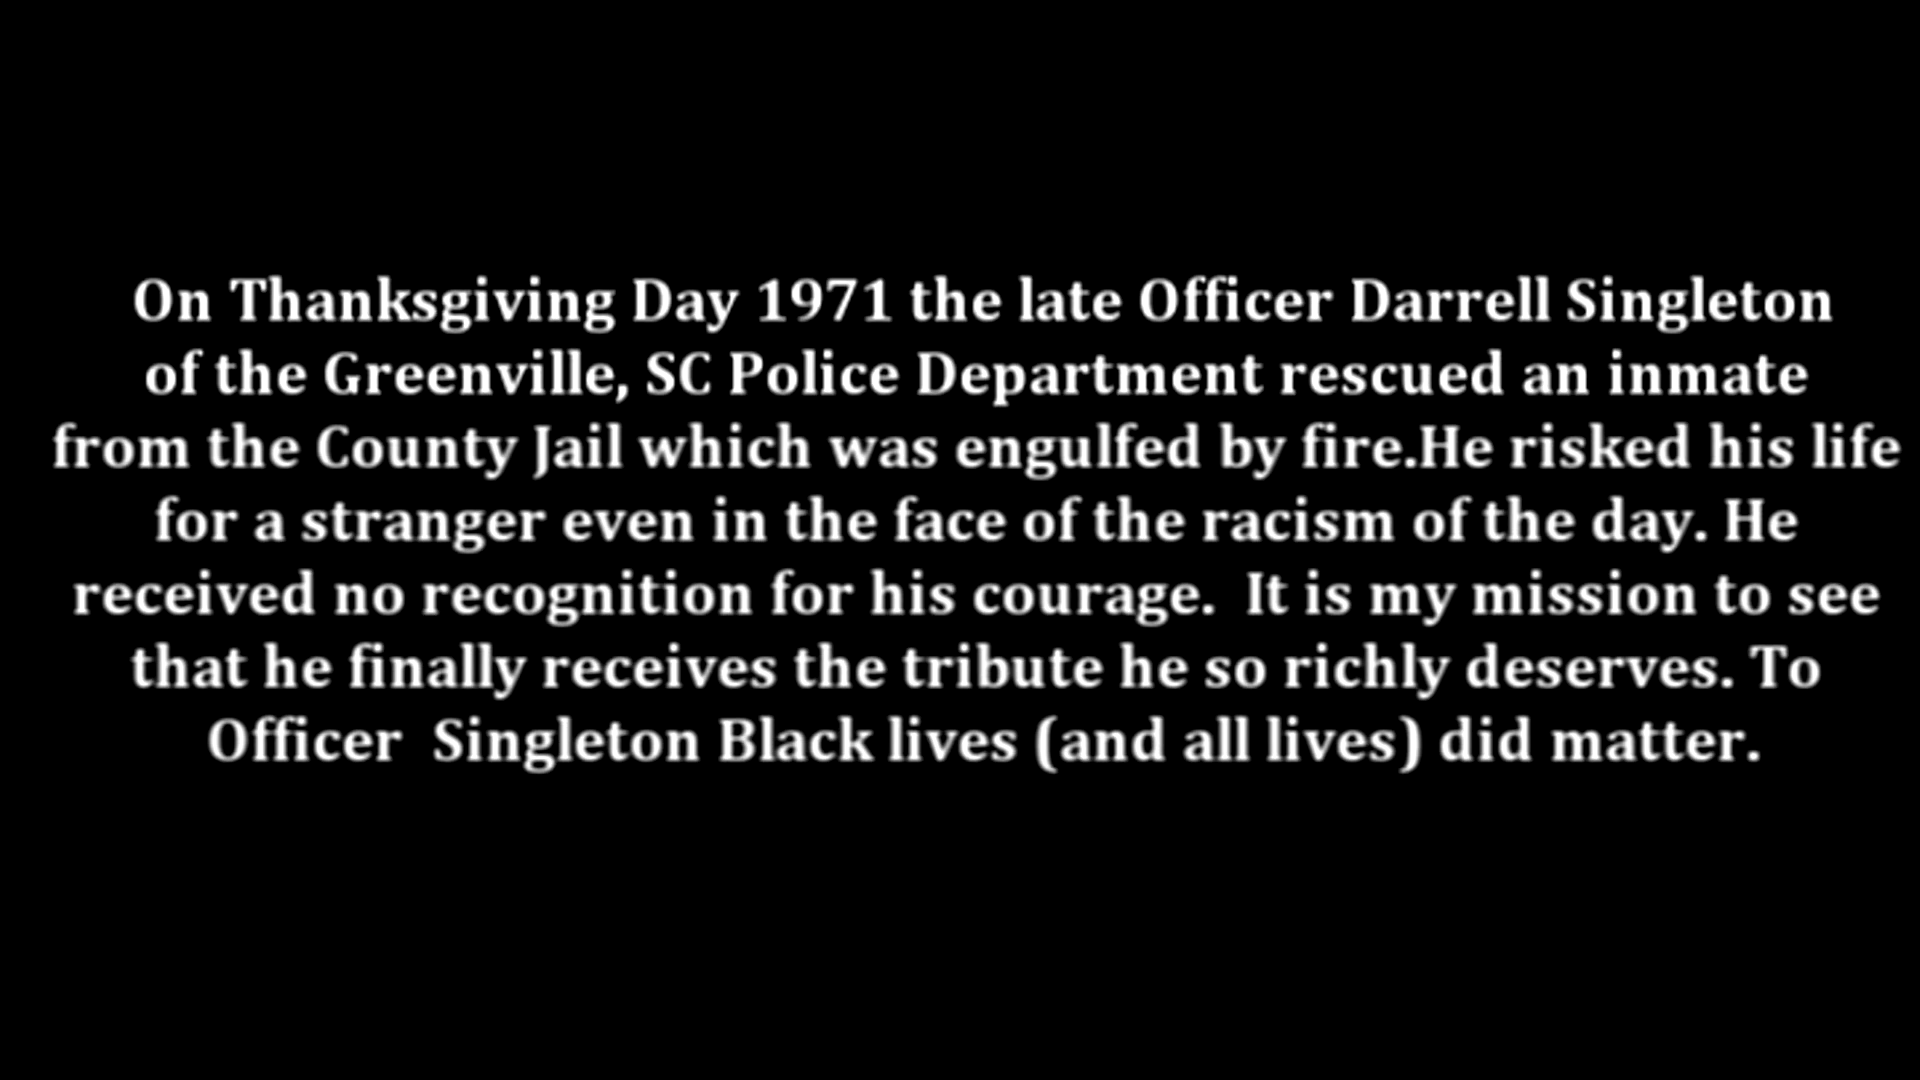 On Thanksgiving Day 1971 the late Officer Darrell Singleton
of the Greenville, SC Police Department rescued an inmate
from the County Jail which was engulfed by fire.He risked his life
for a stranger even in the face of the racism of the day. He
received no recognition for his courage.  It is my mission to see
that he finally receives the tribute he so richly deserves. To
Officer  Singleton Black lives (and all lives) did matter.